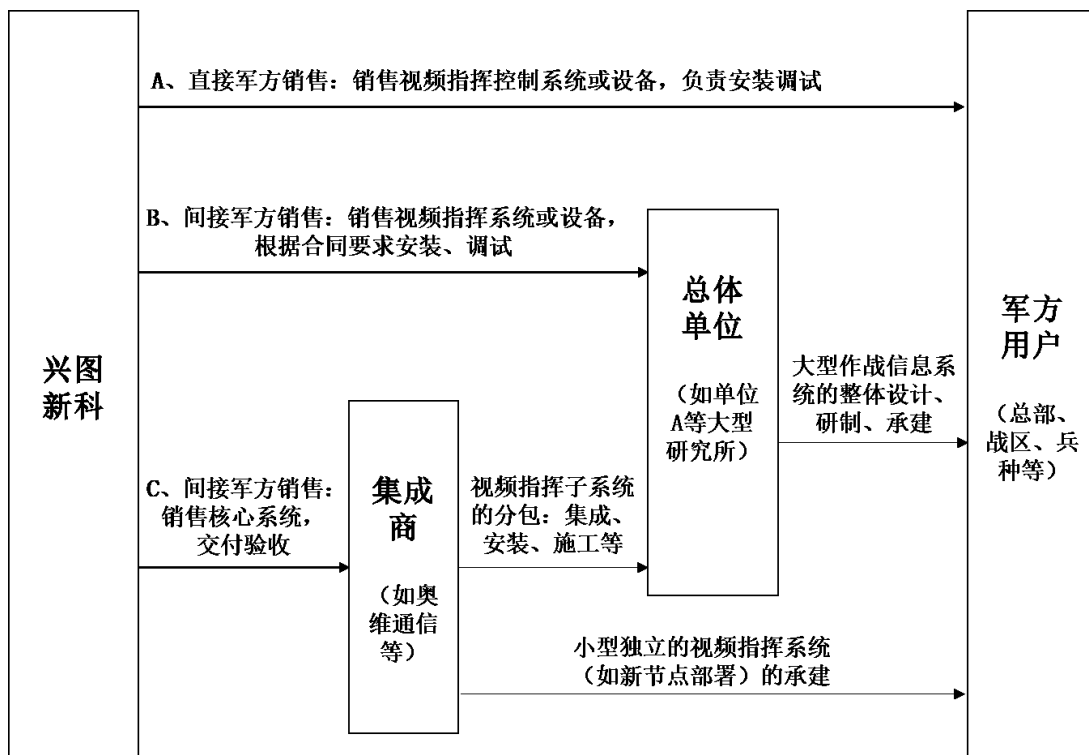 A、直接军方销售：销售视频指挥控制系统或设备，负责安装调试
B、间接军方销售：销售视频指挥系统或设备，
根据合同要求安装、调试
兴图
新科
总体
单位
（如单位
A等大型
研究所）
军方
用户
（总部、
战区、兵
种等）
大型作战信息系
统的整体设计、
研制、承建
C、间接军方销售：
销售核心系统，
交付验收
集成
商
（如奥
维通信
等）
视频指挥子系统
的分包：集成、
安装、施工等
小型独立的视频指挥系统
（如新节点部署）的承建